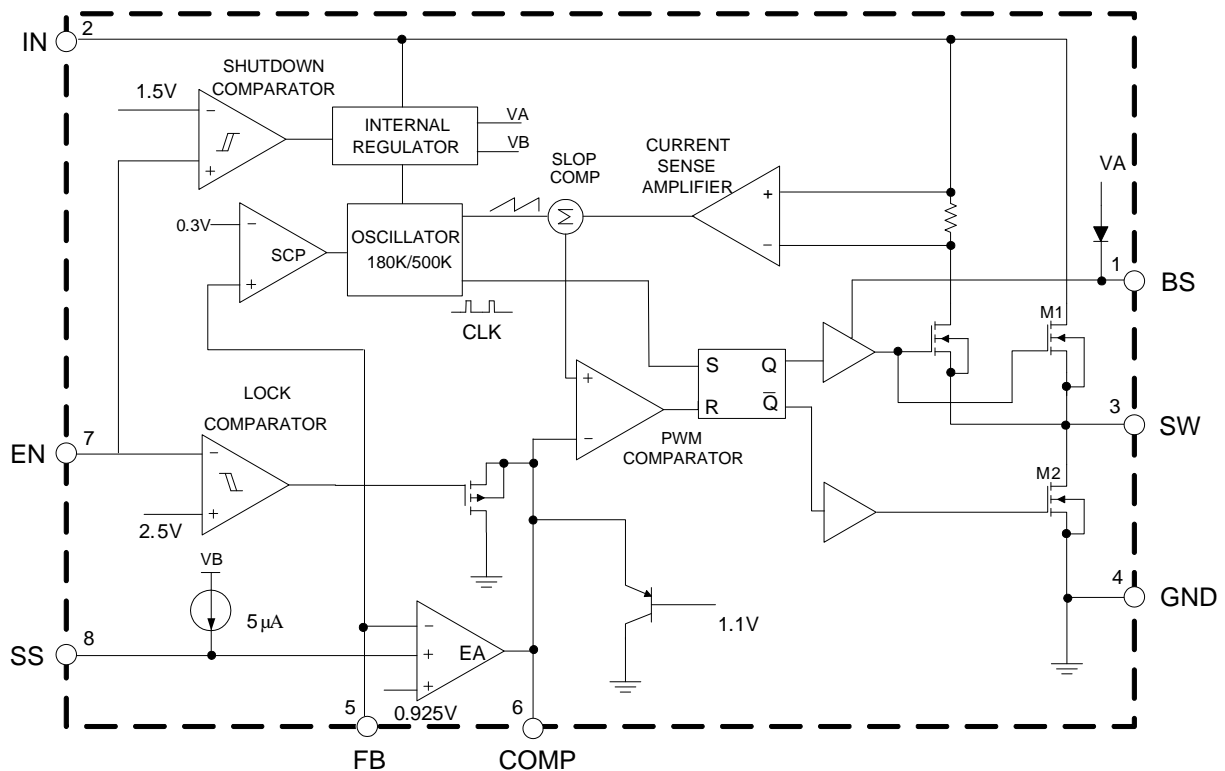 IN
2
SHUTDOWN
COMPARATOR
1.5V
−
+
INTERNAL
REGULATOR
VA
VB
SLOP
COMP
Σ
CURRENT
SENSE
AMPLIFIER
+
−
VA
0.3V
−
+
SCP
OSCILLATOR
180K/500K
CLK
1
BS
M1
S
Q
R
Q̅
LOCK
COMPARATOR
+
−
PWM
COMPARATOR
3
SW
EN
7
−
+
2.5V
M2
VB
5 μA
4
GND
1.1V
SS
8
−
+
+
EA
0.925V
5
FB
6
COMP